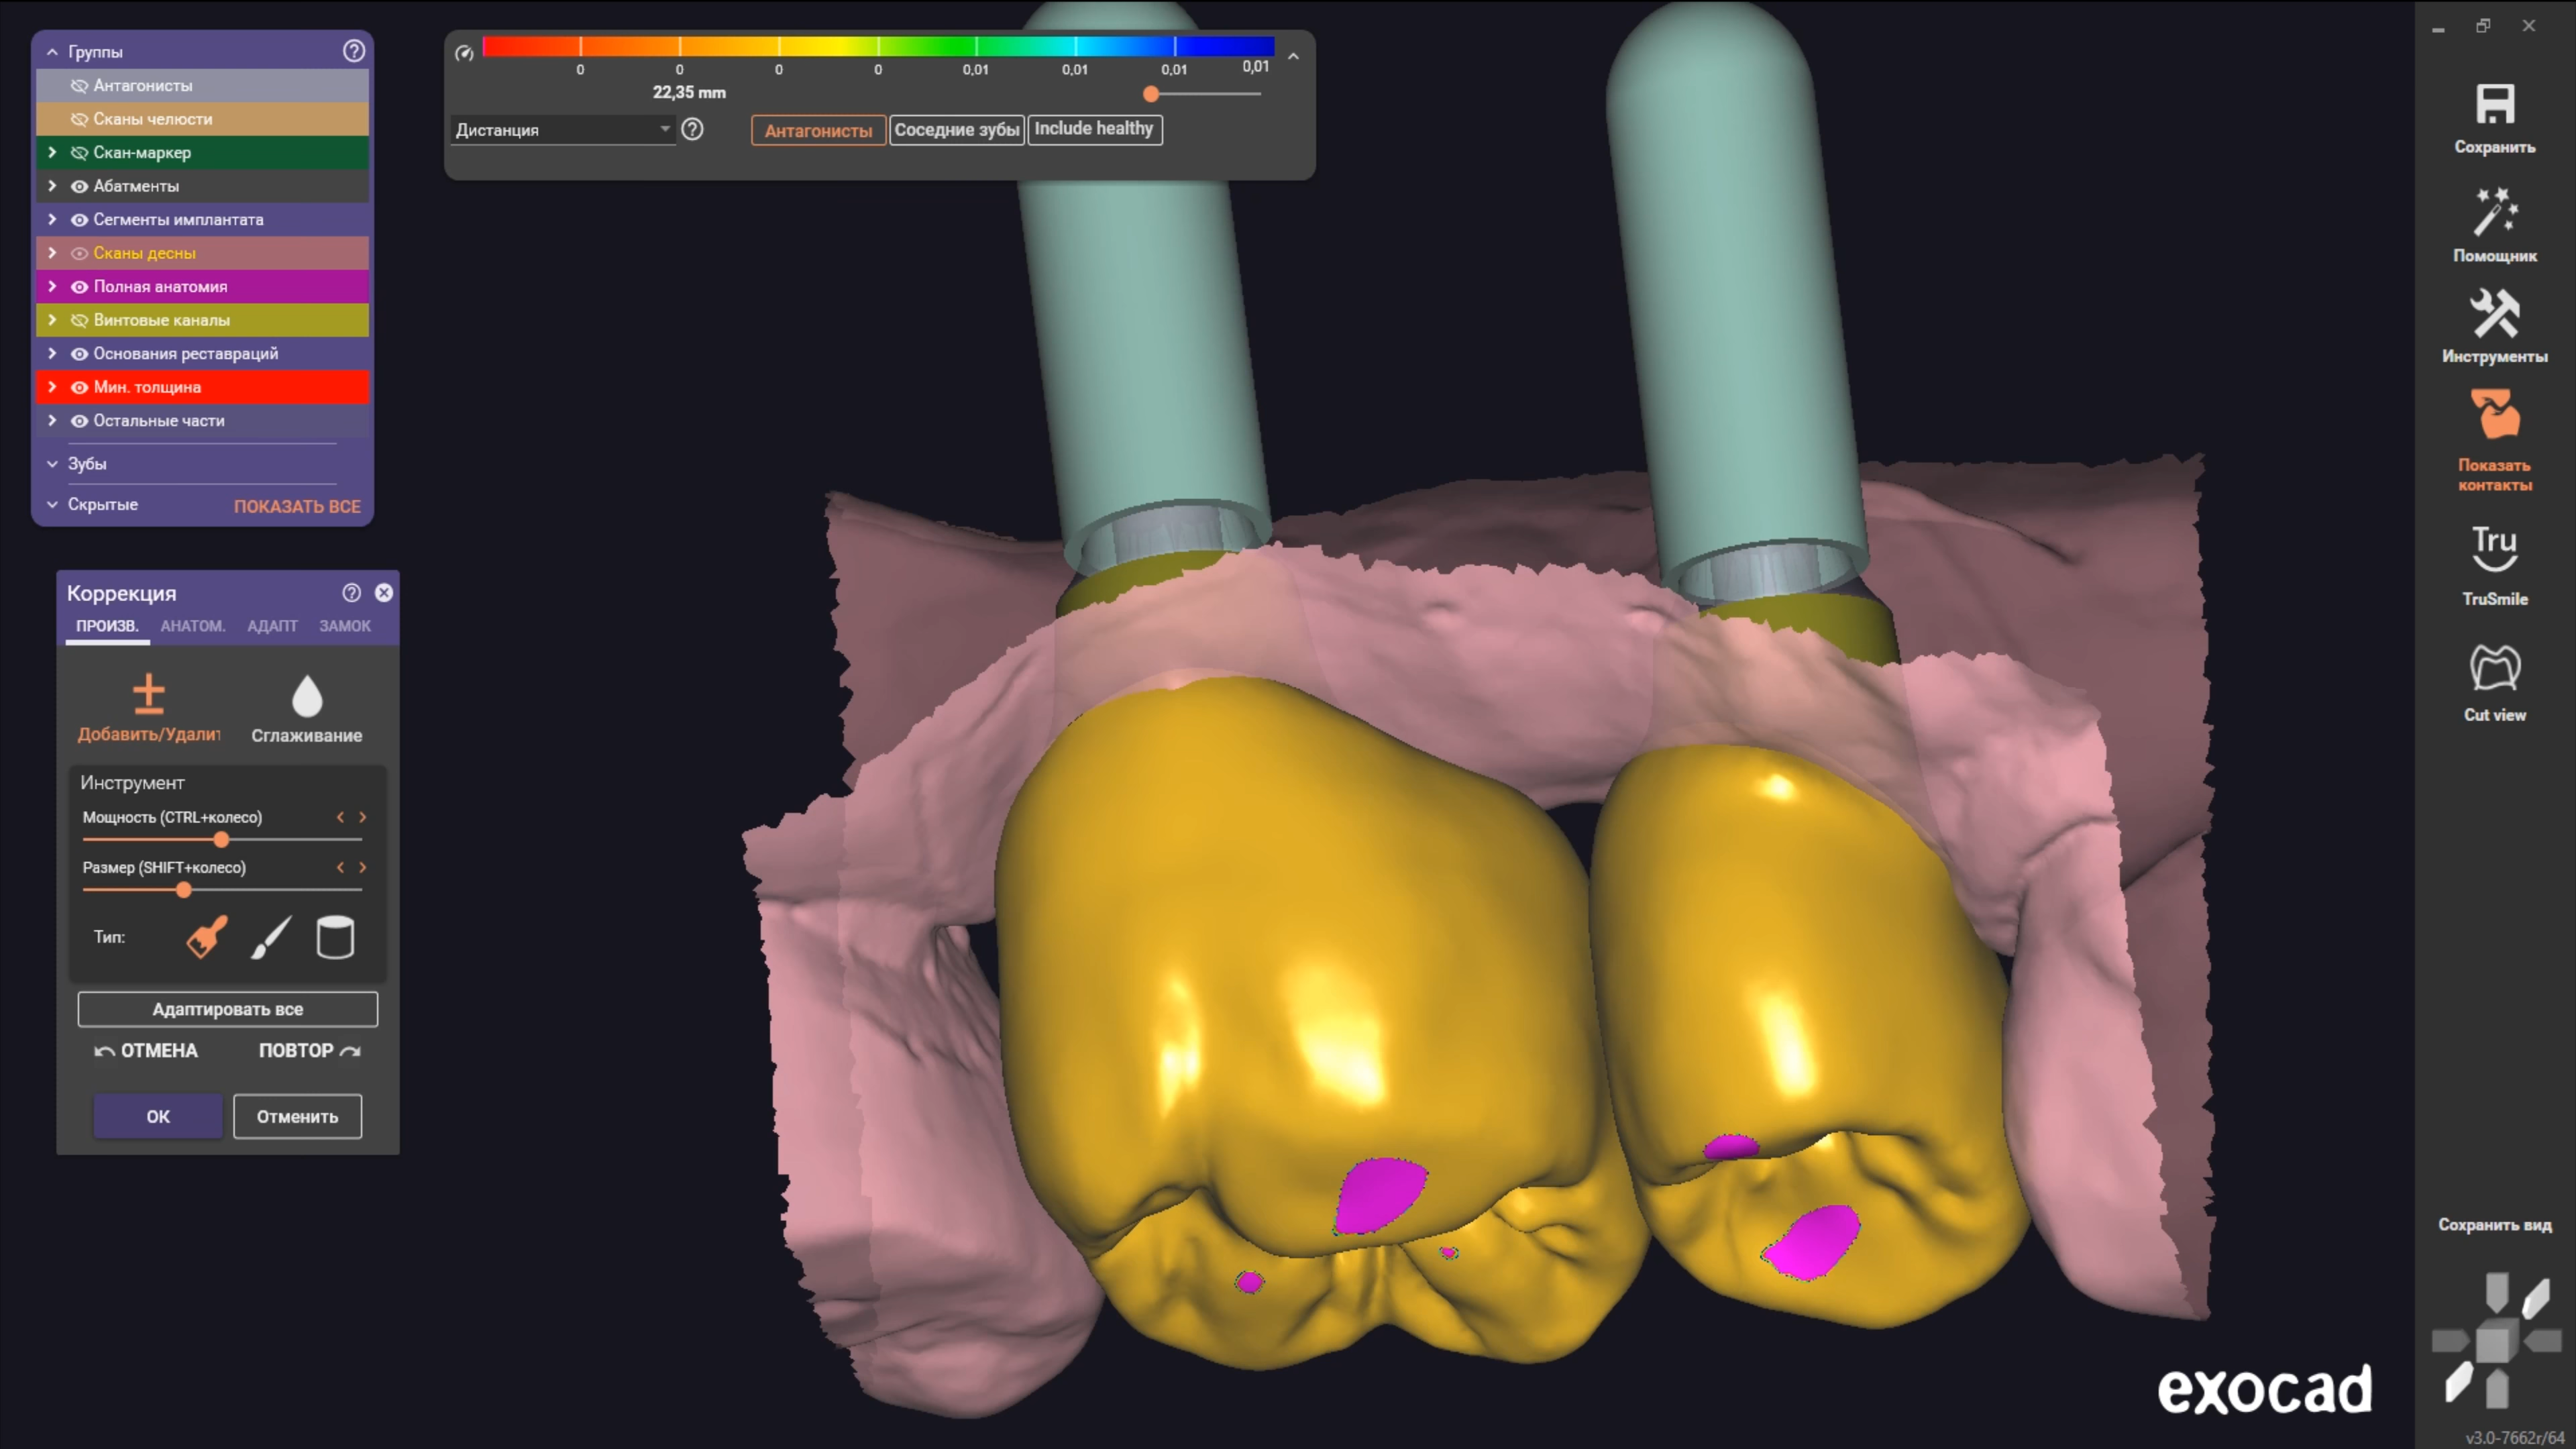 Группы
Антагонисты
Сканы челюсти
Скан-маркер
Абатменты
Сегменты имплантата
Сканы десны
Полная анатомия
Винтовые каналы
Основания реставраций
Мин. толщина
Остальные части
Зубы
Скрытые ПОКАЗАТЬ ВСЕ
0 0 0 0 0,01 0,01 0,01 0,01
22,35 mm
Дистанция Антагонисты Соседние зубы Include healthy
Коррекция
ПРОИЗВ. АНАТОМ. АДАПТ ЗАМОК
Добавить/Удалит Сглаживание
Инструмент
Мощность (CTRL+колесо)
Размер (SHIFT+колесо)
Тип:
Адаптировать все
ОТМЕНА ПОВТОР
OK Отменить
Сохранить
Помощник
Инструменты
Показать
контакты
Tru
TruSmile
Cut view
Сохранить вид
exocad
v3.0-7662r/64